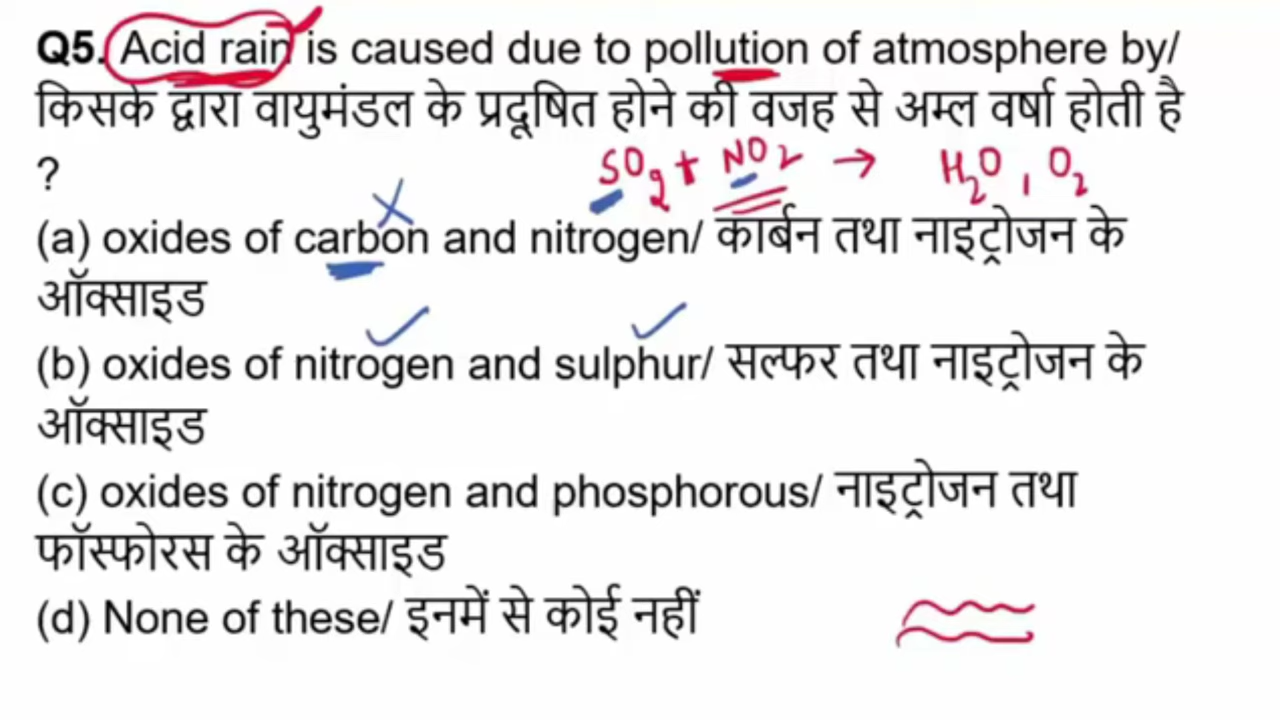 Q5. Acid rain is caused due to pollution of atmosphere by/
किसके द्वारा वायुमंडल के प्रदूषित होने की वजह से अम्ल वर्षा होती है
?
SO2 + NO2 → H2O, O2
(a) oxides of carbon and nitrogen/ कार्बन तथा नाइट्रोजन के
ऑक्साइड
(b) oxides of nitrogen and sulphur/ सल्फर तथा नाइट्रोजन के
ऑक्साइड
(c) oxides of nitrogen and phosphorous/ नाइट्रोजन तथा
फॉस्फोरस के ऑक्साइड
(d) None of these/ इनमें से कोई नहीं